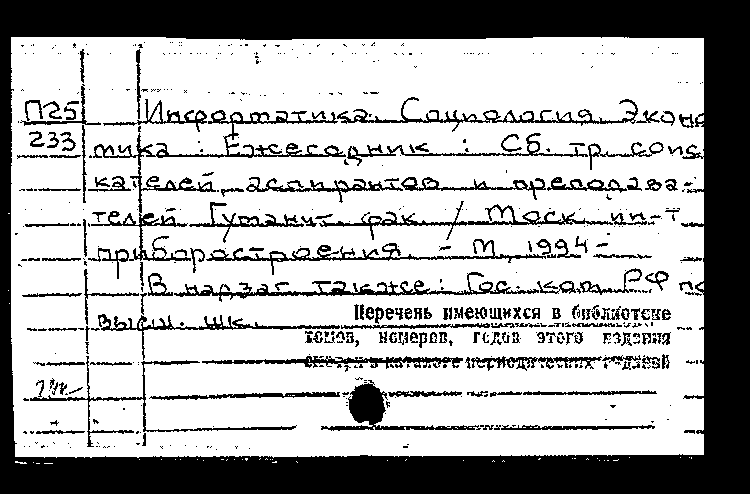 П25 Информатика. Социология. Эконо
233 мика : Ежегодник : Сб. тр. соис
кателей, аспирантов и преподава-
телей Гуманит. фак. / Моск. ин-т
приборостроения. - М., 1994-
В надзаг. также: Гос. ком. РФ по
высш. шк.
Перечень имеющихся в библиотеке
томов, номеров, годов этого издания
смотри в каталоге периодических изданий